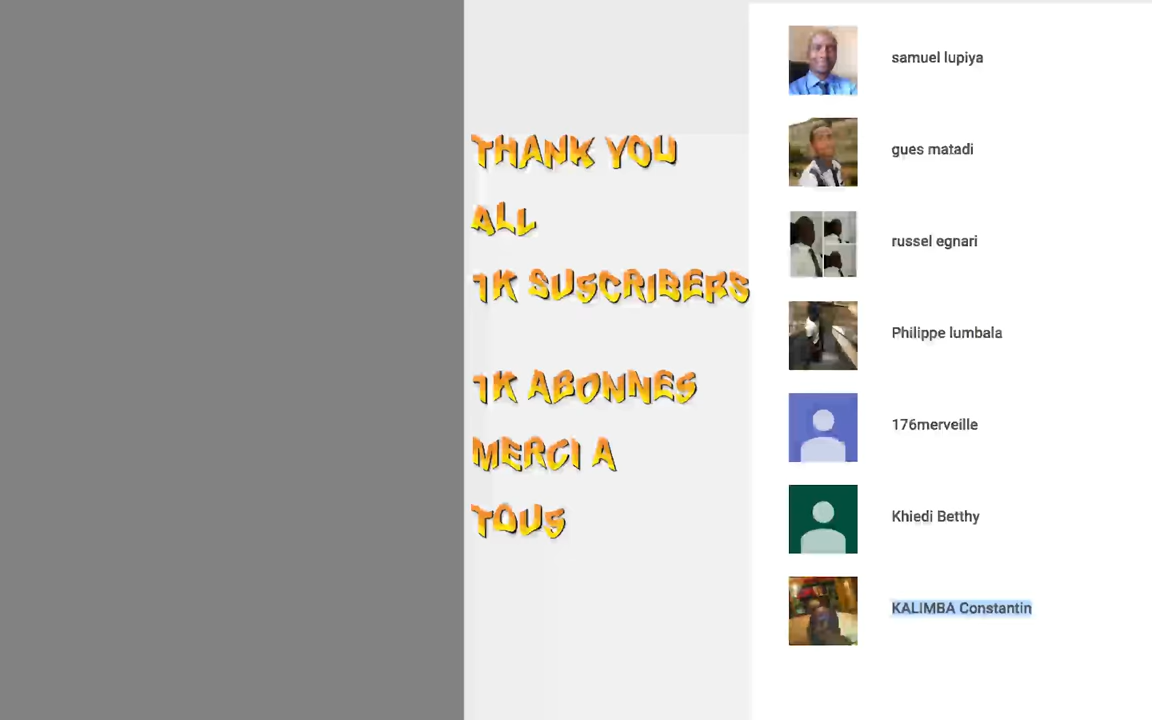 THANK YOU
ALL
1K SUSCRIBERS
1K ABONNES
MERCI A
TOUS
samuel lupiya
gues matadi
russel egnari
Philippe lumbala
176merveille
Khiedi Betthy
KALIMBA Constantin